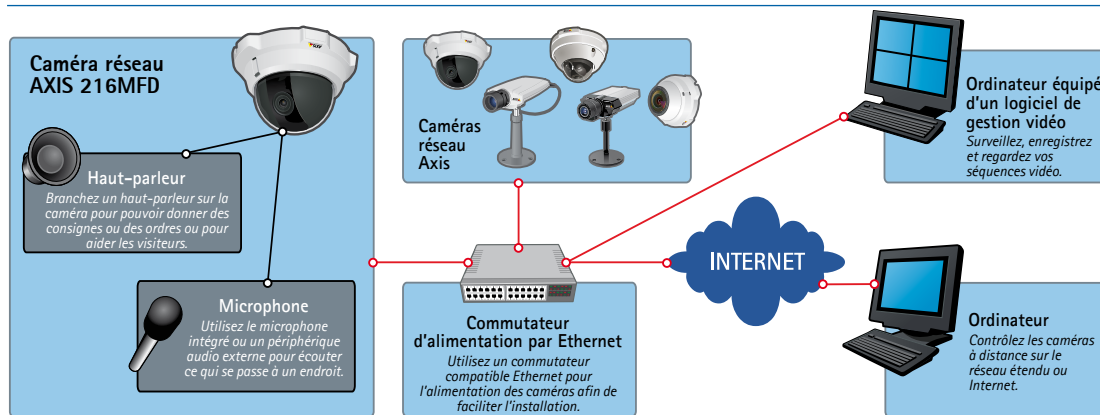 Caméra réseau
AXIS 216MFD
Haut-parleur
Branchez un haut-parleur sur la
caméra pour pouvoir donner des
consignes ou des ordres ou pour
aider les visiteurs.
Microphone
Utilisez le microphone
intégré ou un périphérique
audio externe pour écouter
ce qui se passe à un endroit.
Caméras
réseau
Axis
Commutateur
d'alimentation par Ethernet
Utilisez un commutateur
compatible Ethernet pour
l'alimentation des caméras afin de
faciliter l'installation.
INTERNET
Ordinateur équipé
d'un logiciel de
gestion vidéo
Surveillez, enregistrez
et regardez vos
séquences vidéo.
Ordinateur
Contrôlez les caméras
à distance sur le
réseau étendu ou
Internet.